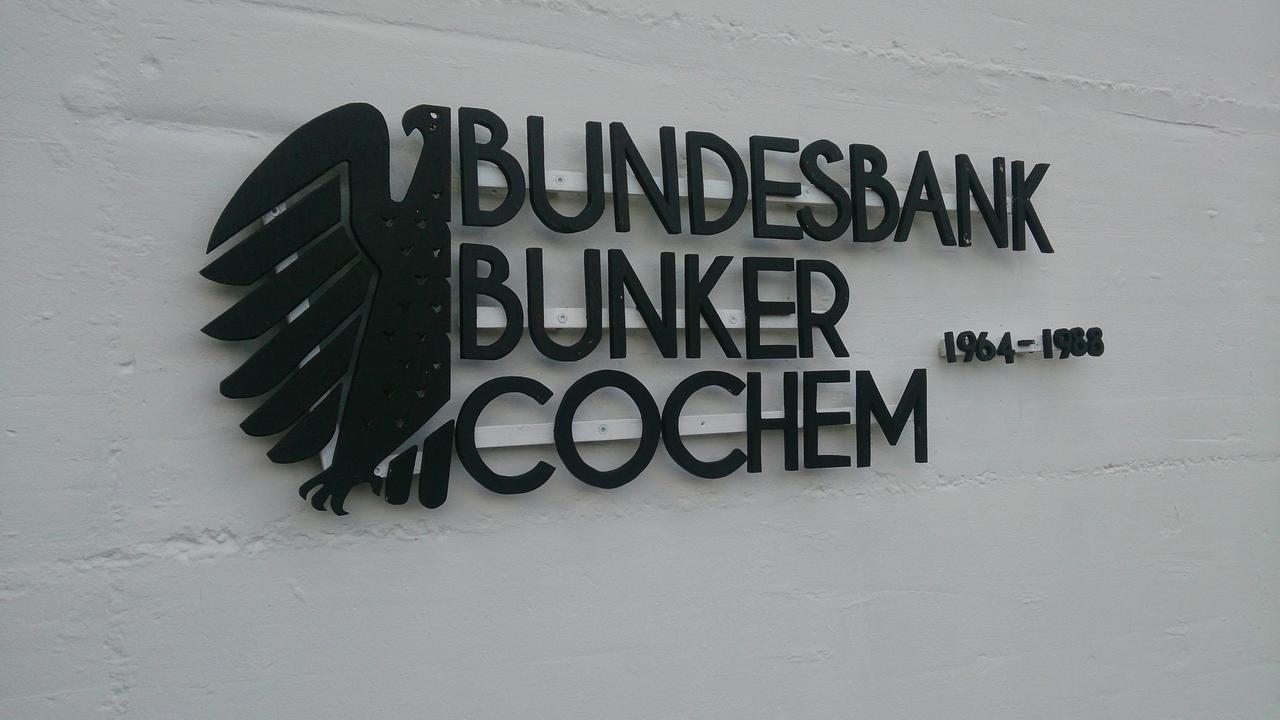 BUNDESBANK
BUNKER
1964-1988
COCHEM